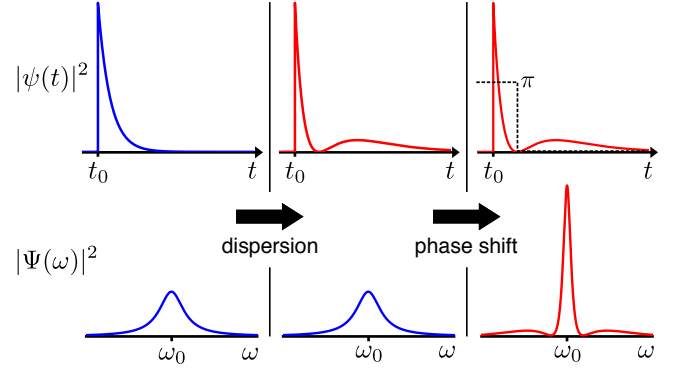 |ψ(t)|²
π
t₀ t t₀ t t₀ t
dispersion phase shift
|Ψ(ω)|²
ω₀ ω ω₀ ω ω₀ ω